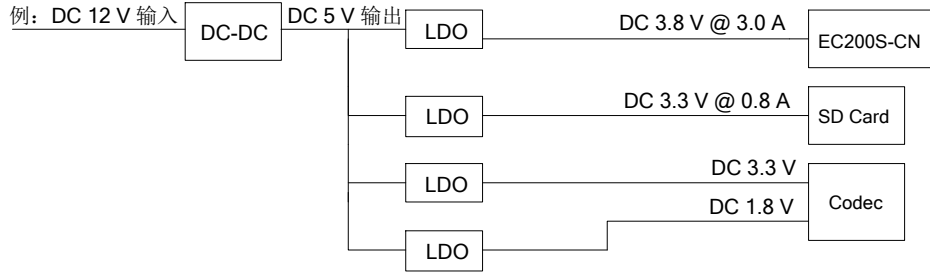 例：DC 12 V 输入
DC-DC
DC 5 V 输出
LDO
DC 3.8 V @ 3.0 A
EC200S-CN
LDO
DC 3.3 V @ 0.8 A
SD Card
LDO
DC 3.3 V
DC 1.8 V
Codec
LDO